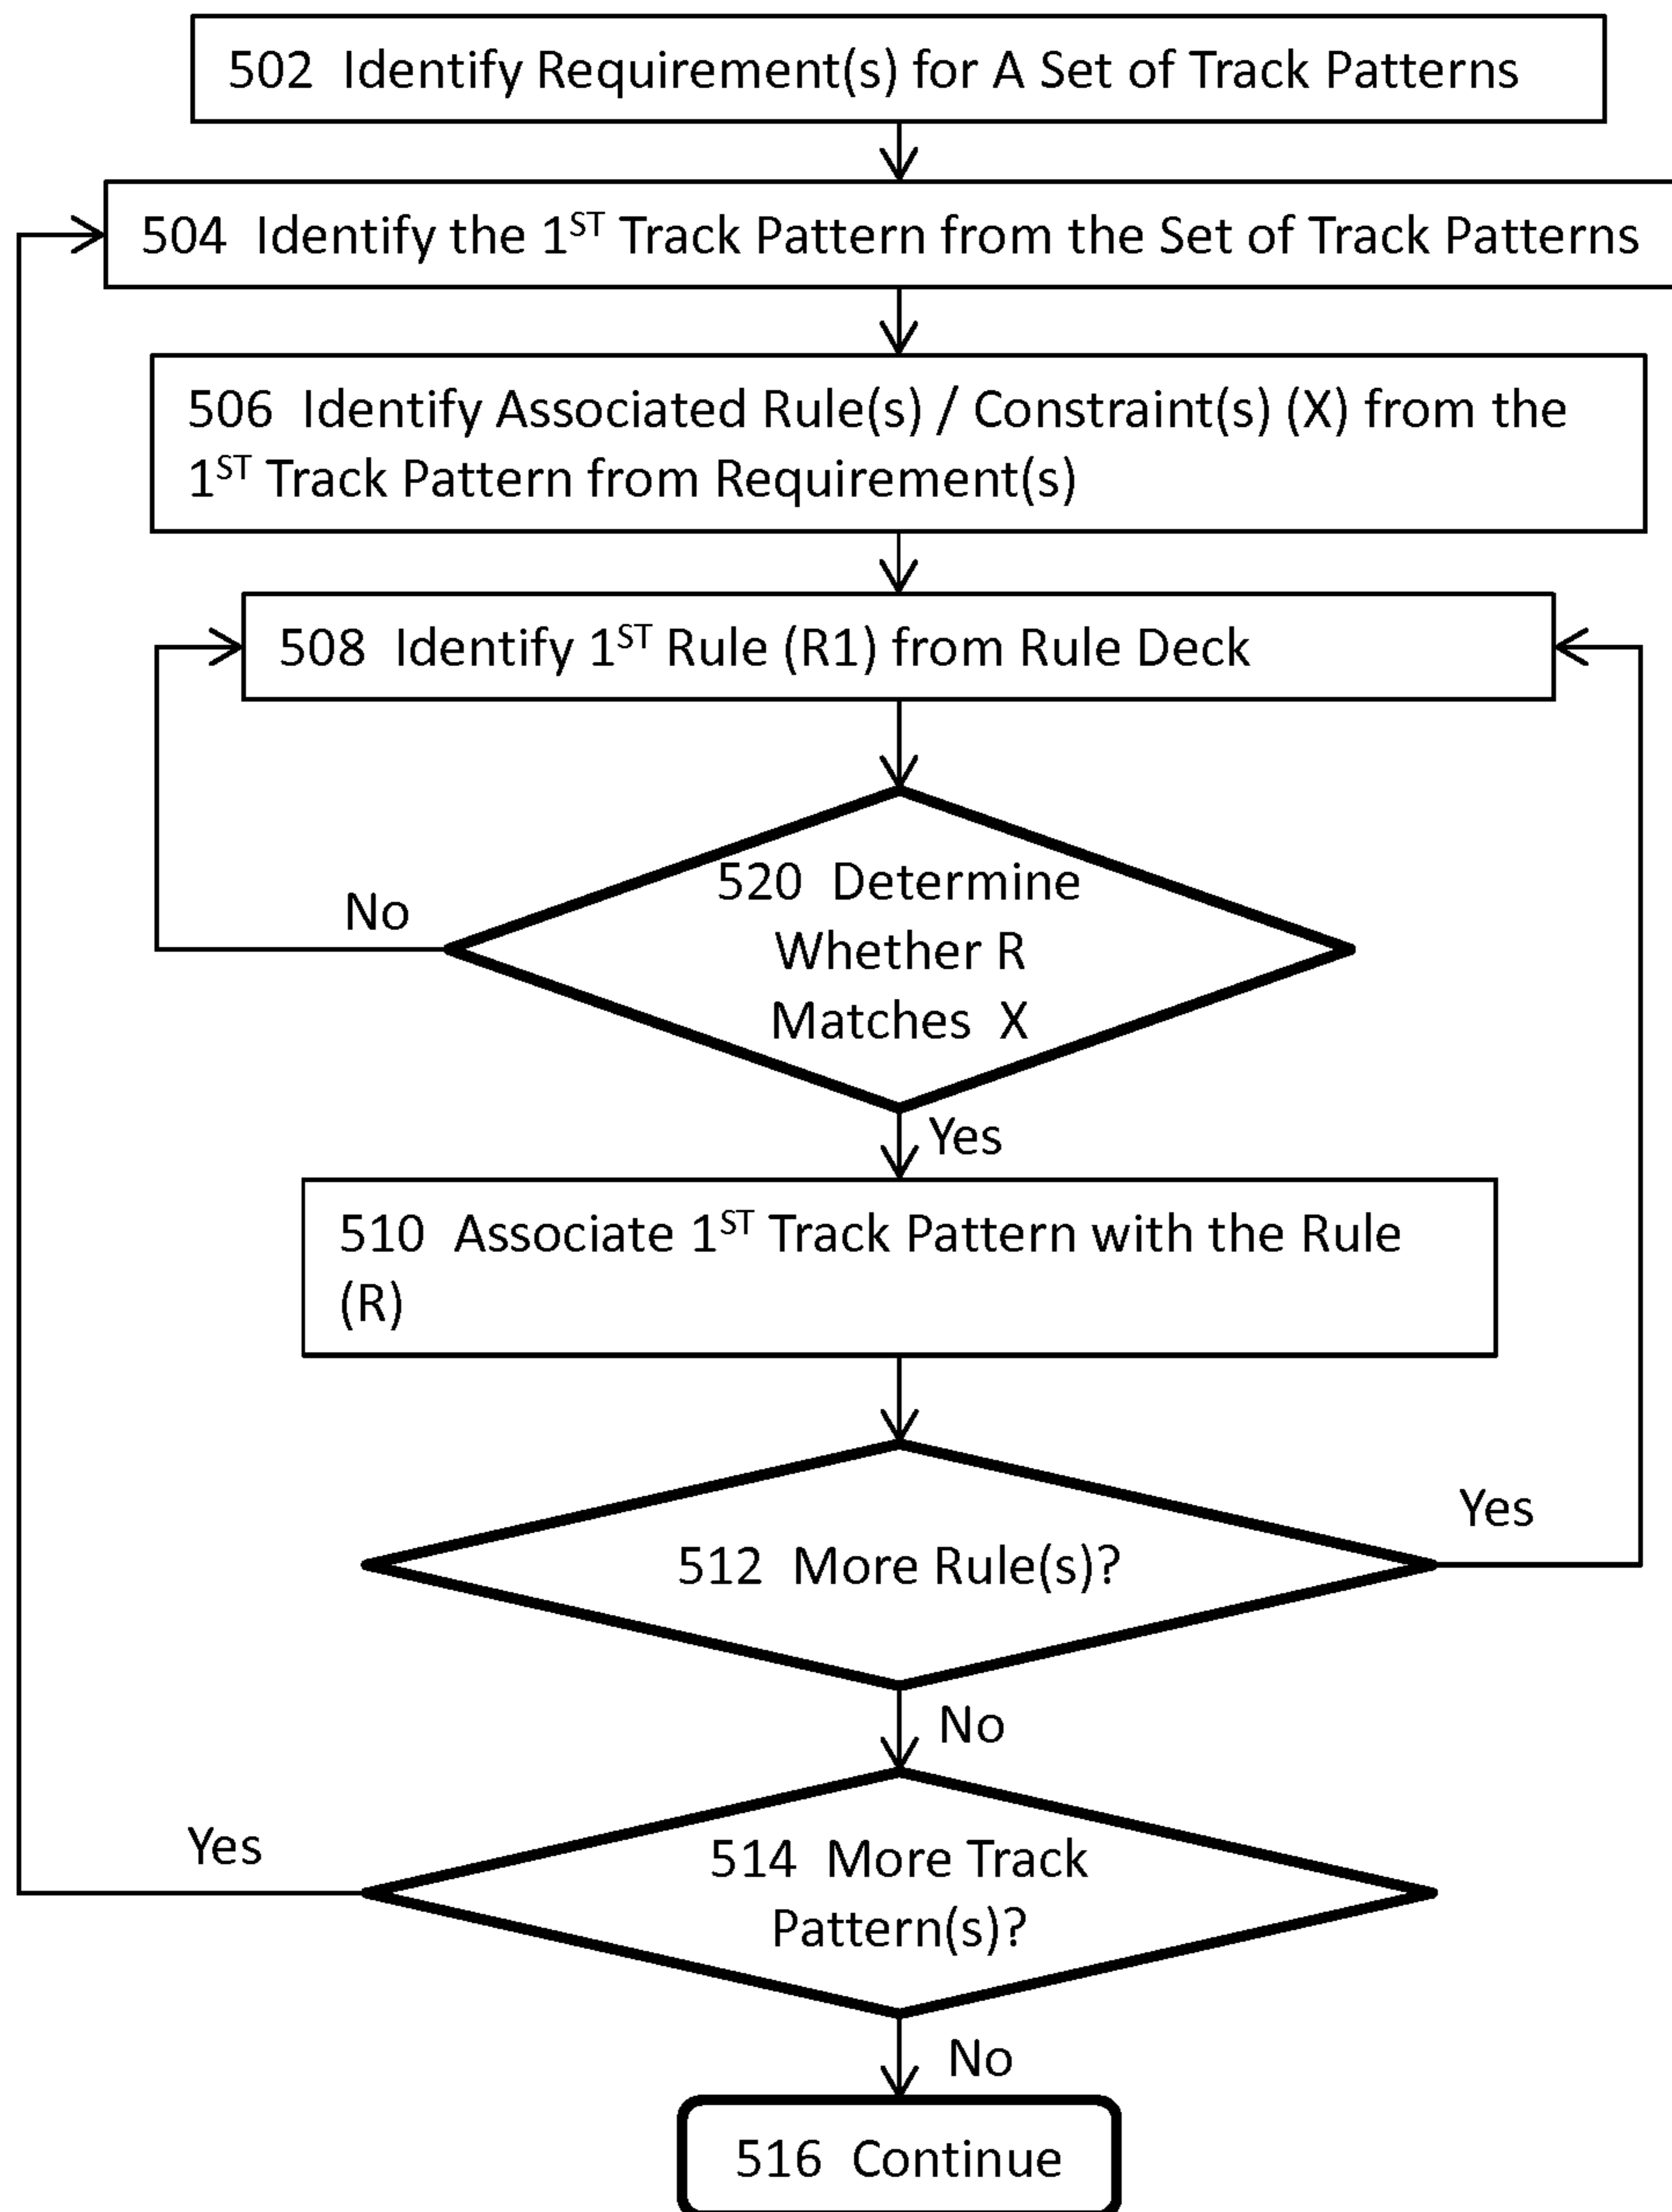 502 Identify Requirement(s) for A Set of Track Patterns
504 Identify the 1ST Track Pattern from the Set of Track Patterns
506 Identify Associated Rule(s) / Constraint(s) (X) from the
1ST Track Pattern from Requirement(s)
508 Identify 1ST Rule (R1) from Rule Deck
520 Determine
Whether R
Matches X
No
Yes
510 Associate 1ST Track Pattern with the Rule
(R)
512 More Rule(s)?
Yes
No
514 More Track
Pattern(s)?
Yes
No
516 Continue